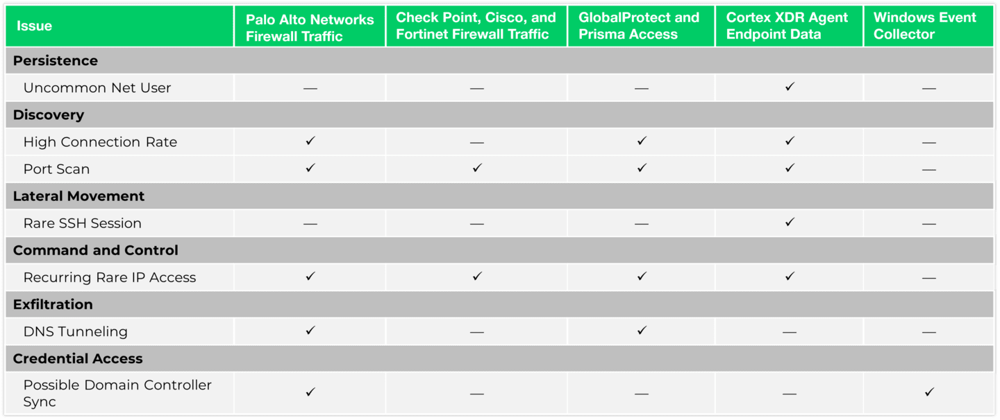 Issue
Palo Alto Networks
Firewall Traffic
Check Point, Cisco, and
Fortinet Firewall Traffic
GlobalProtect and
Prisma Access
Cortex XDR Agent
Endpoint Data
Windows Event
Collector
Persistence
Uncommon Net User — — — ✓ —
Discovery
High Connection Rate ✓ — ✓ ✓ —
Port Scan ✓ ✓ ✓ ✓ —
Lateral Movement
Rare SSH Session — — — ✓ —
Command and Control
Recurring Rare IP Access ✓ ✓ ✓ ✓ —
Exfiltration
DNS Tunneling ✓ — ✓ — —
Credential Access
Possible Domain Controller
Sync ✓ — — — ✓